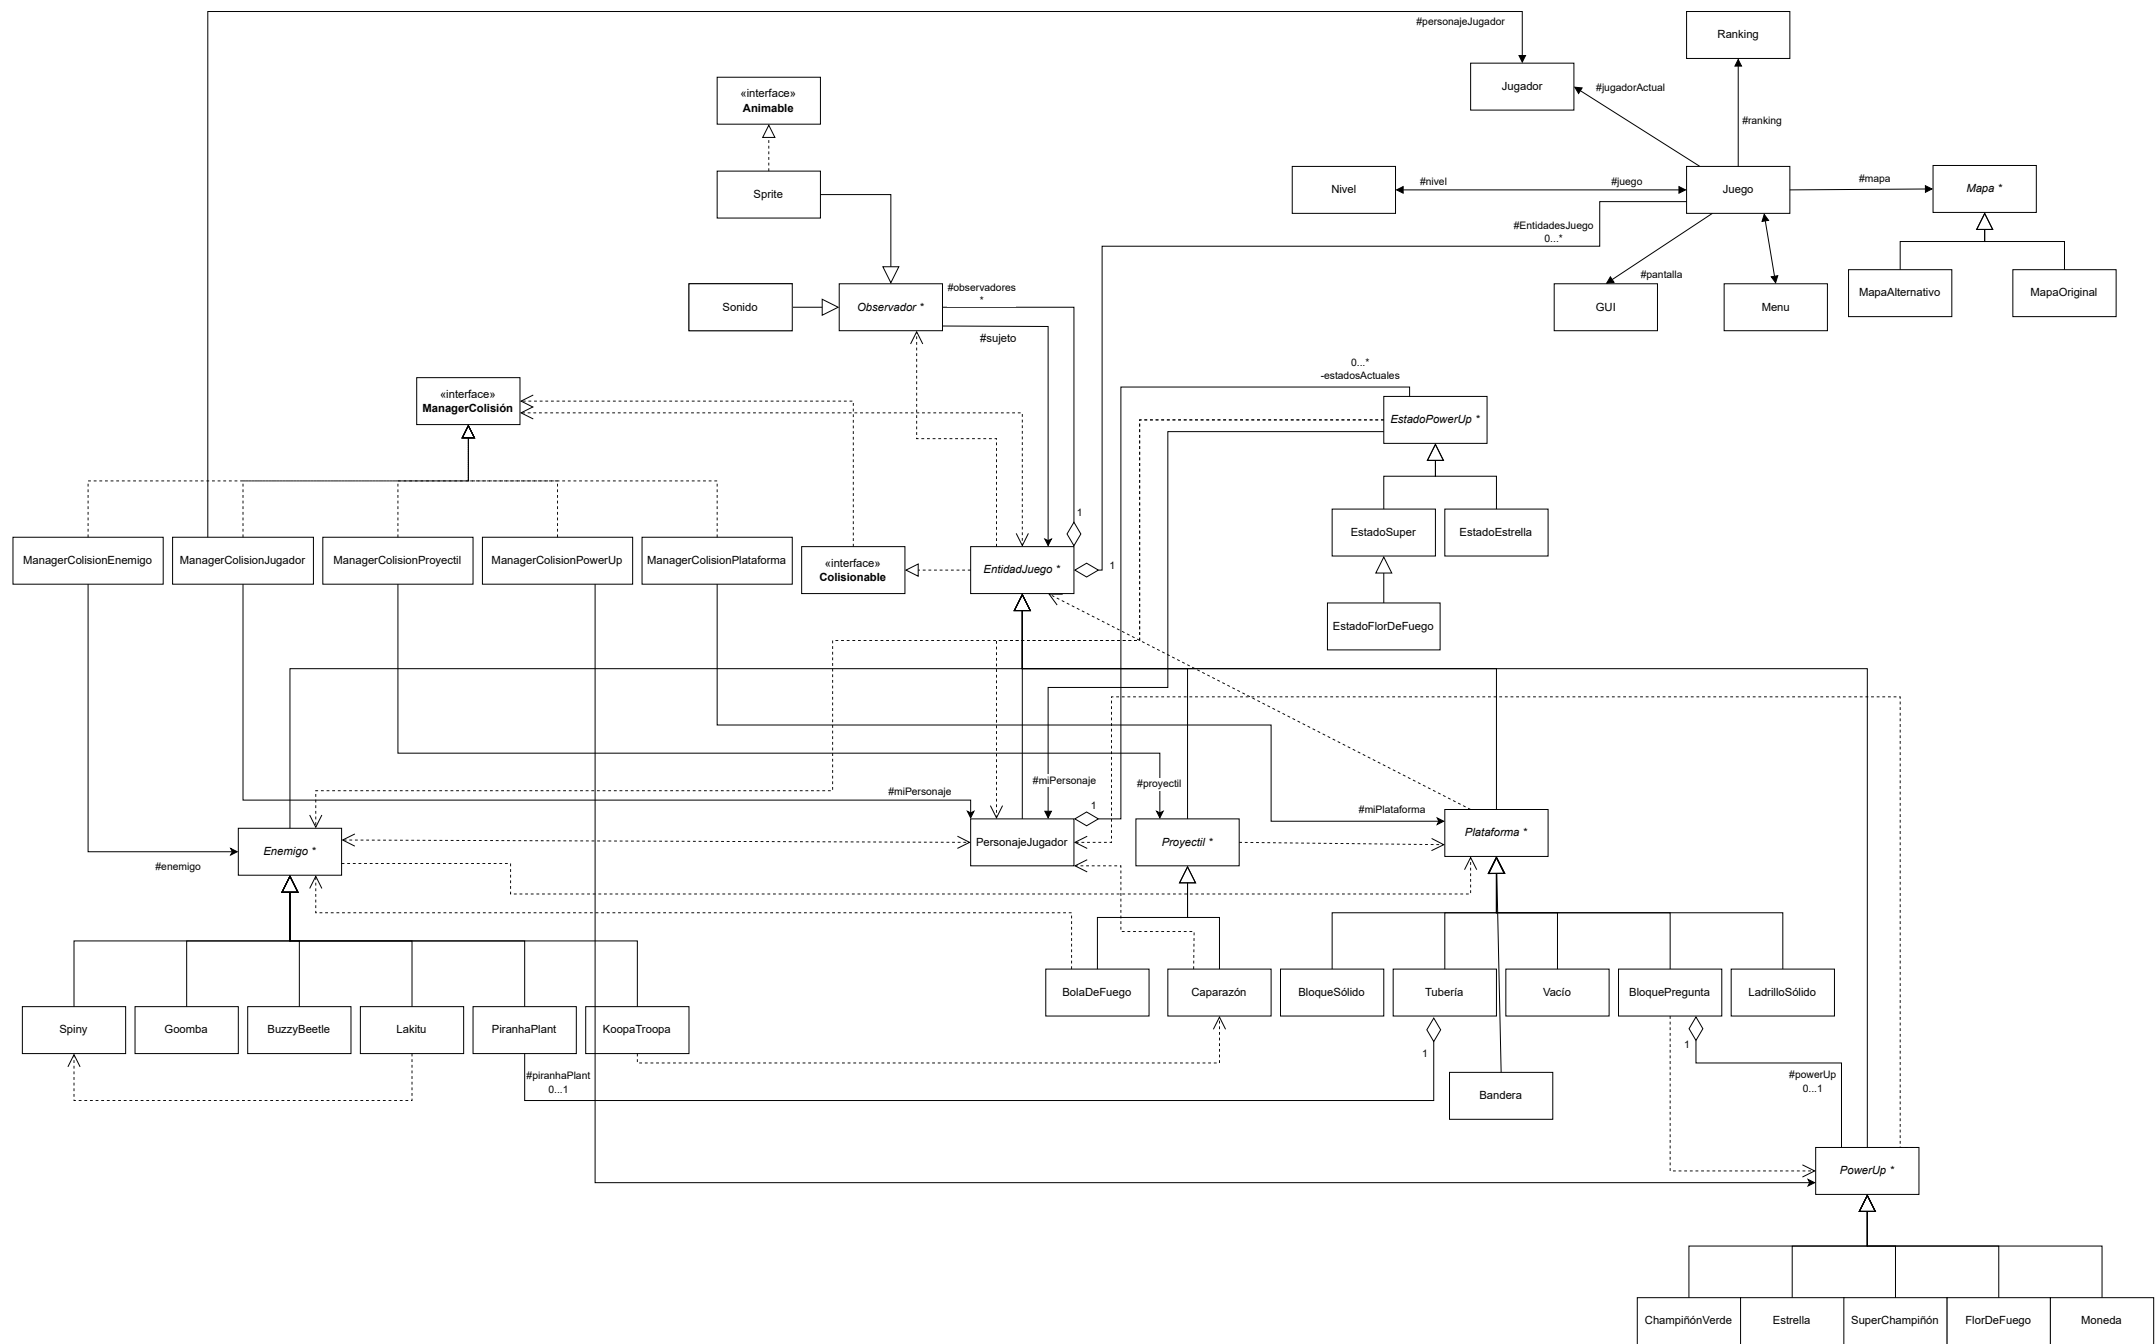 #personajeJugador
Ranking
«interface»
Animable
Jugador
#jugadorActual
#ranking
Sprite
Nivel
#nivel
#juego
Juego
#mapa
Mapa *
#EntidadesJuego
0...*
#pantalla
Sonido
Observador *
#observadores
*
#sujeto
GUI
Menu
MapaAlternativo
MapaOriginal
0...*
-estadosActuales
«interface»
ManagerColisión
EstadoPowerUp *
1
EstadoSuper
EstadoEstrella
ManagerColisionEnemigo
ManagerColisionJugador
ManagerColisionProyectil
ManagerColisionPowerUp
ManagerColisionPlataforma
«interface»
Colisionable
EntidadJuego *
1
EstadoFlorDeFuego
#miPersonaje
#miPersonaje
#proyectil
1
#miPlataforma
Enemigo *
#enemigo
PersonajeJugador
Proyectil *
Plataforma *
BolaDeFuego
Caparazón
BloqueSólido
Tubería
Vacío
BloquePregunta
LadrilloSólido
Spiny
Goomba
BuzzyBeetle
Lakitu
PiranhaPlant
KoopaTroopa
1
1
#piranhaPlant
0...1
#powerUp
0...1
Bandera
PowerUp *
ChampiñónVerde
Estrella
SuperChampiñón
FlorDeFuego
Moneda